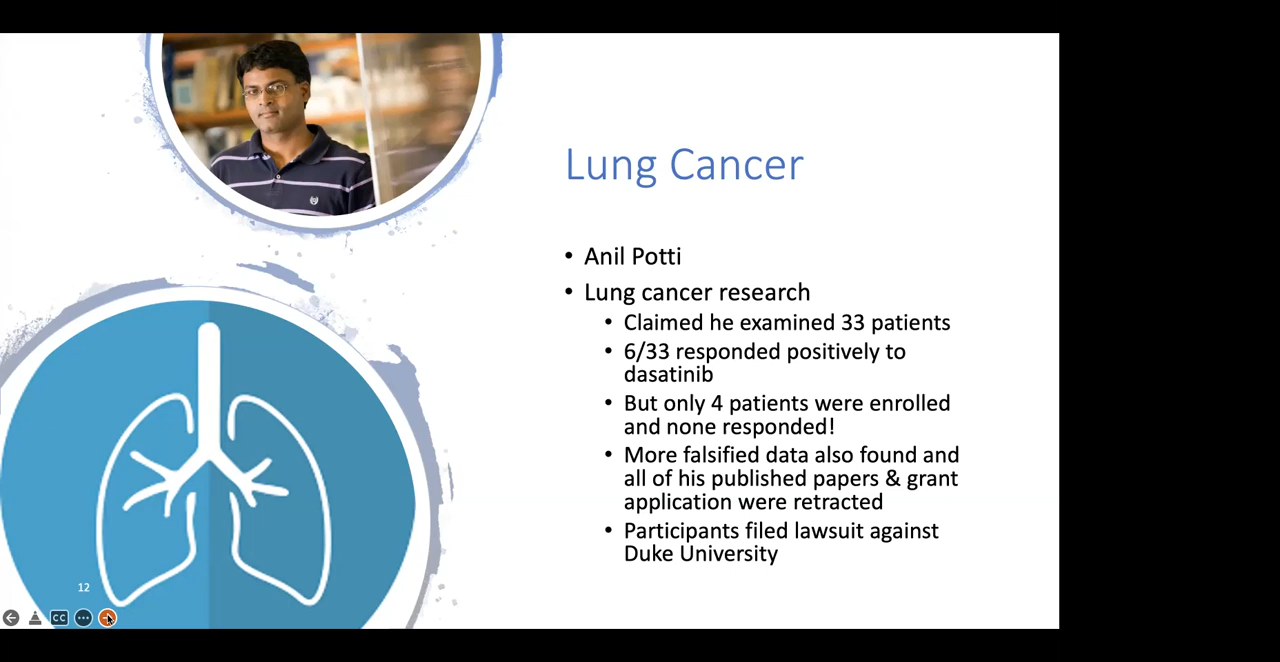 Lung Cancer
• Anil Potti
• Lung cancer research
• Claimed he examined 33 patients
• 6/33 responded positively to
dasatinib
• But only 4 patients were enrolled
and none responded!
• More falsified data also found and
all of his published papers & grant
application were retracted
• Participants filed lawsuit against
Duke University
12
CC